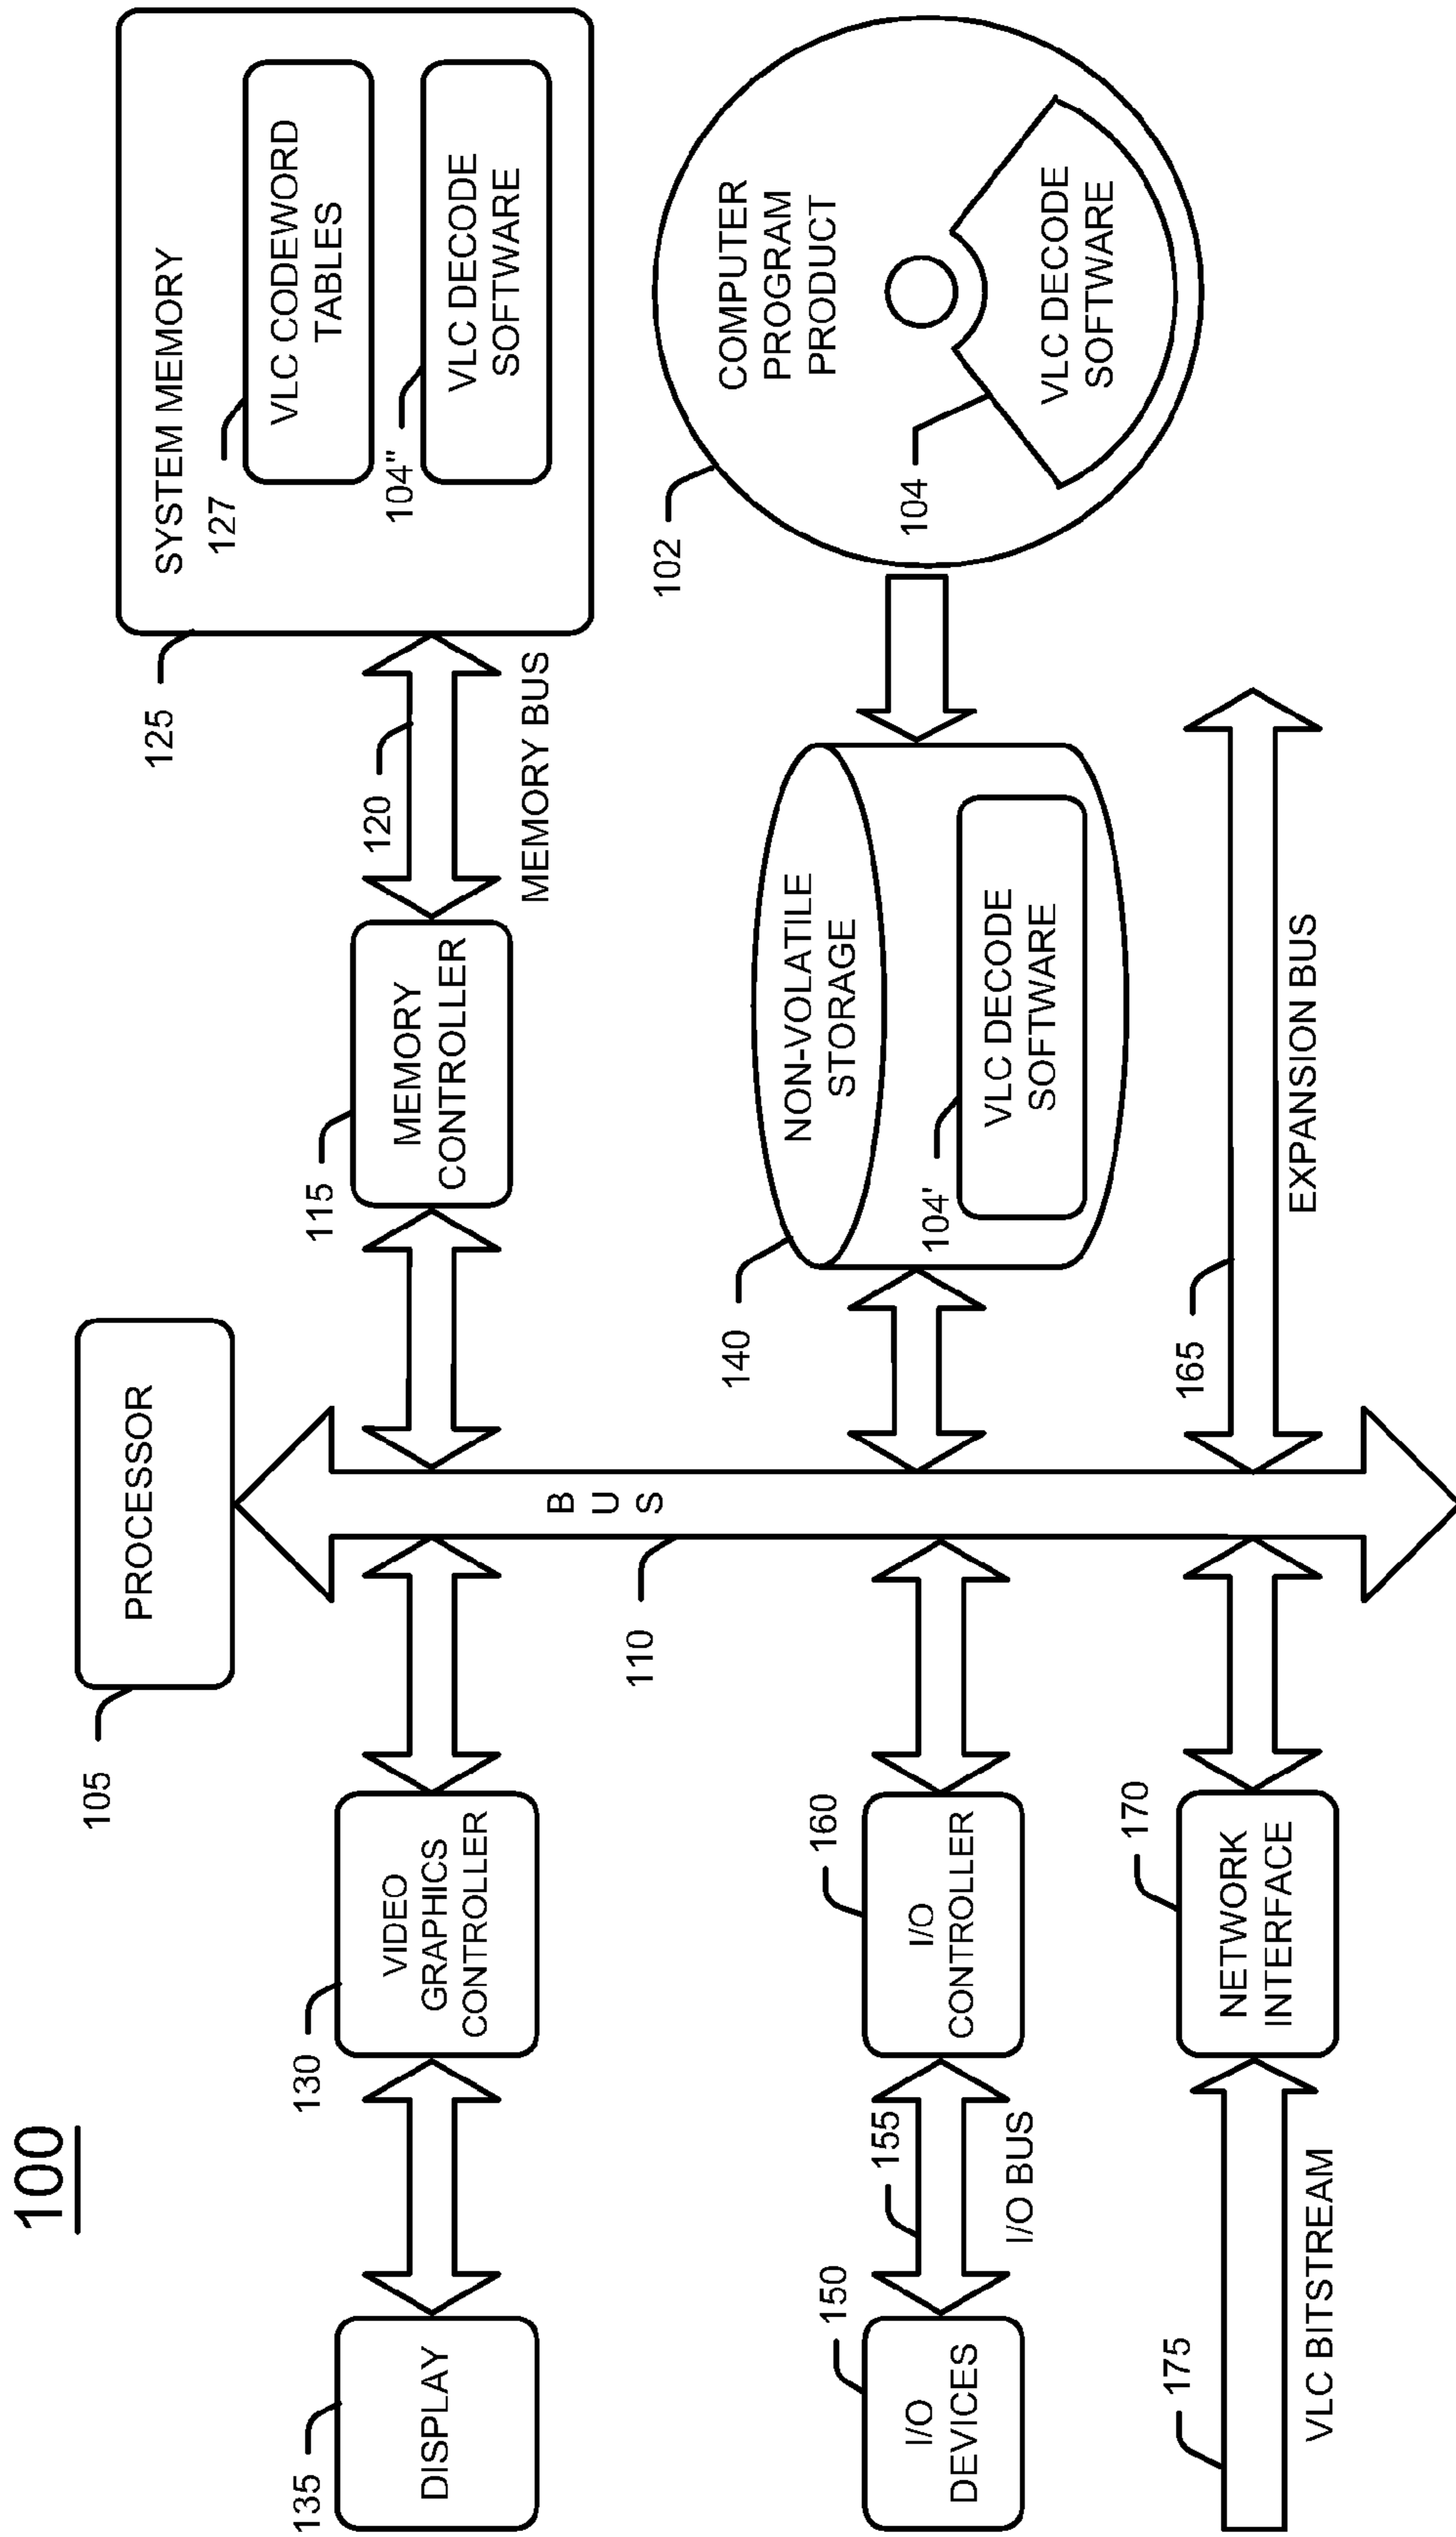 100
PROCESSOR
105
SYSTEM MEMORY
125
127
VLC CODEWORD
TABLES
104"
VLC DECODE
SOFTWARE
135
DISPLAY
130
VIDEO
GRAPHICS
CONTROLLER
115
MEMORY
CONTROLLER
120
MEMORY BUS
B
U
S
110
102
COMPUTER
PROGRAM
PRODUCT
104
VLC DECODE
SOFTWARE
140
NON-VOLATILE
STORAGE
104'
VLC DECODE
SOFTWARE
150
I/O
DEVICES
155
I/O BUS
160
I/O
CONTROLLER
165
EXPANSION BUS
170
NETWORK
INTERFACE
175
VLC BITSTREAM